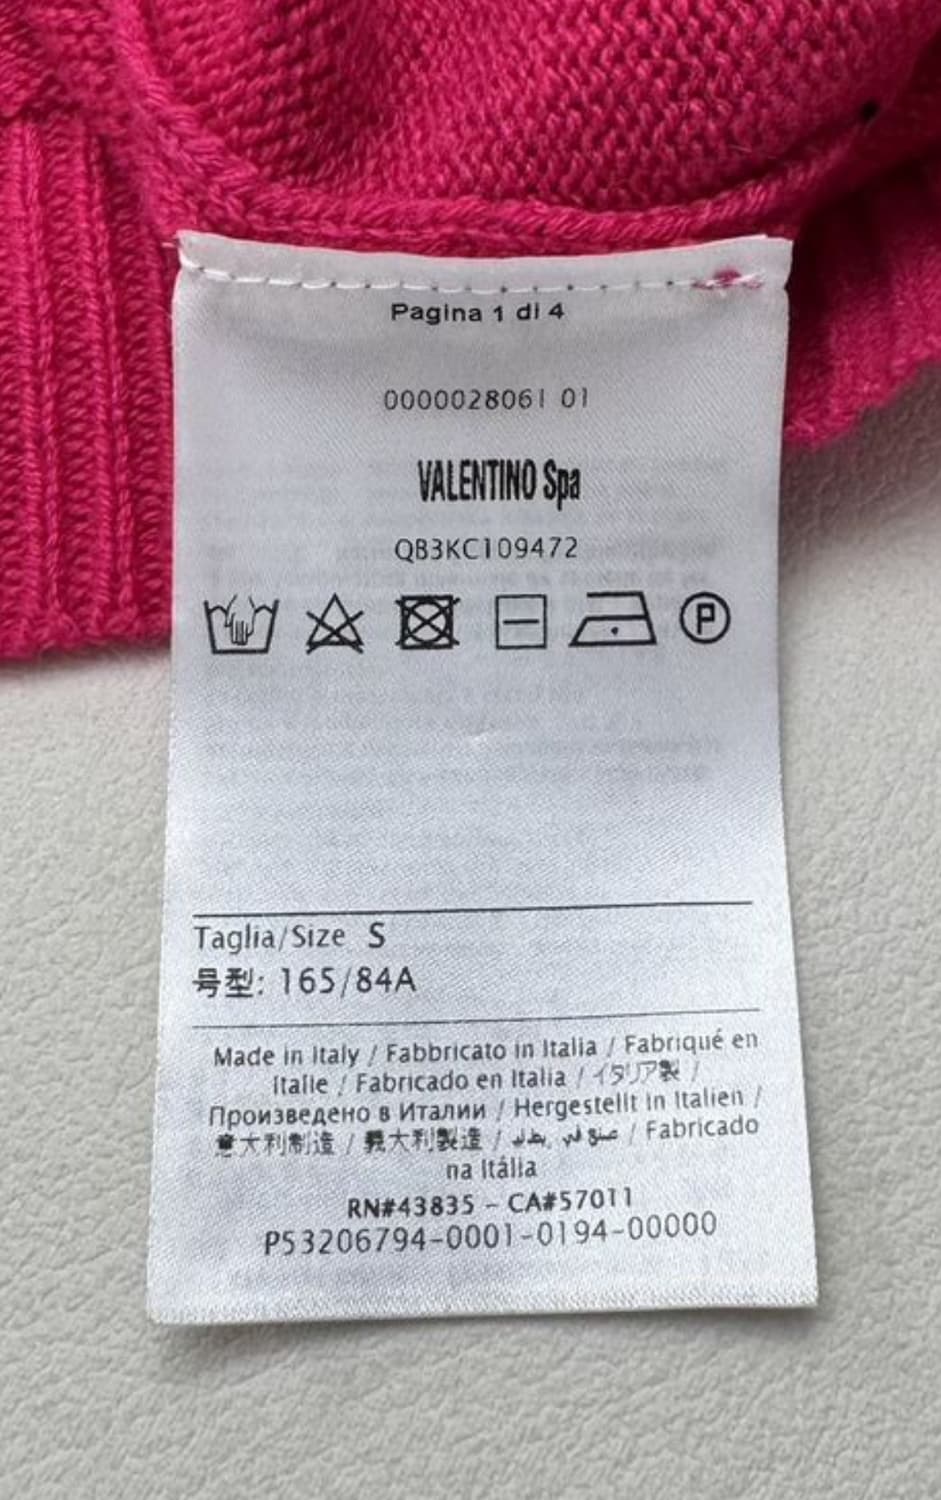 Pagina 1 di 4
0000028061 01
VALENTINO Spa
QB3KC109472
P
Taglia/Size S
号型: 165/84A
Made in Italy / Fabbricato in Italia / Fabriqué en
Italie / Fabricado en Italia / イタリア製 /
Произведено в Италии / Hergestellt in Italien /
意大利制造 / 義大利製造 / صنع في / Fabricado
na Itália
RN#43835 - CA#57011
P53206794-0001-0194-00000